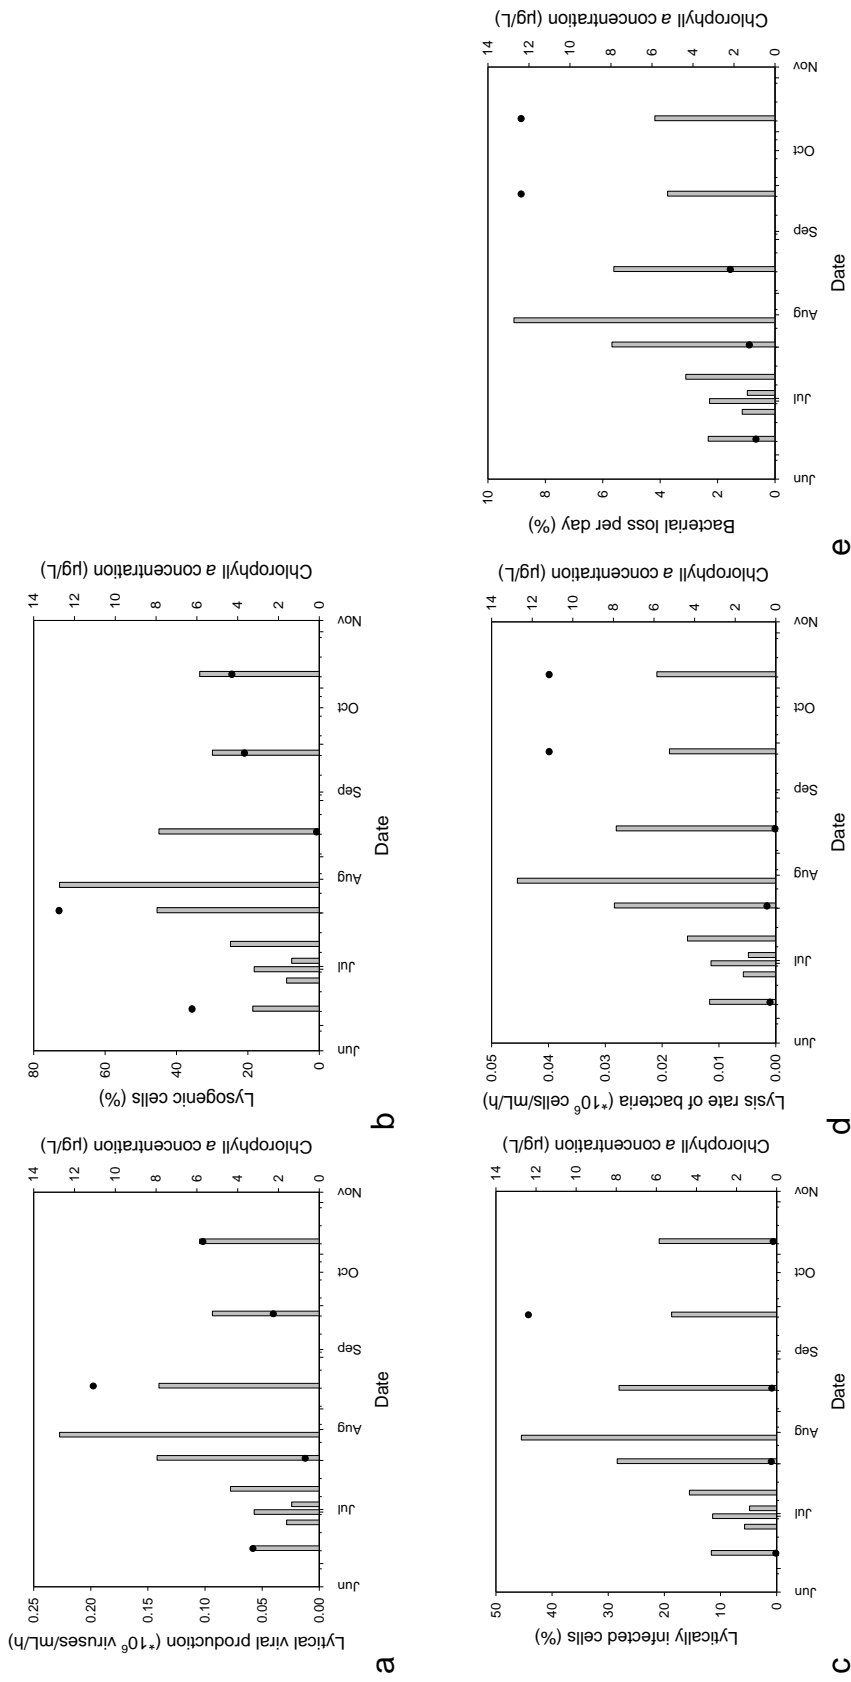 a
Lytical viral production (*10⁶ viruses/mL/h)
0.25
0.20
0.15
0.10
0.05
0.00
Chlorophyll a concentration (µg/L)
14
12
10
8
6
4
2
0
Jun
Jul
Aug
Sep
Oct
Nov
Date
b
Lysogenic cells (%)
80
60
40
20
0
Chlorophyll a concentration (µg/L)
14
12
10
8
6
4
2
0
Jun
Jul
Aug
Sep
Oct
Nov
Date
c
Lytically infected cells (%)
50
40
30
20
10
0
Chlorophyll a concentration (µg/L)
14
12
10
8
6
4
2
0
Jun
Jul
Aug
Sep
Oct
Nov
Date
d
Lysis rate of bacteria (*10⁶ cells/mL/h)
0.05
0.04
0.03
0.02
0.01
0.00
Chlorophyll a concentration (µg/L)
14
12
10
8
6
4
2
0
Jun
Jul
Aug
Sep
Oct
Nov
Date
e
Bacterial loss per day (%)
10
8
6
4
2
0
Chlorophyll a concentration (µg/L)
14
12
10
8
6
4
2
0
Jun
Jul
Aug
Sep
Oct
Nov
Date